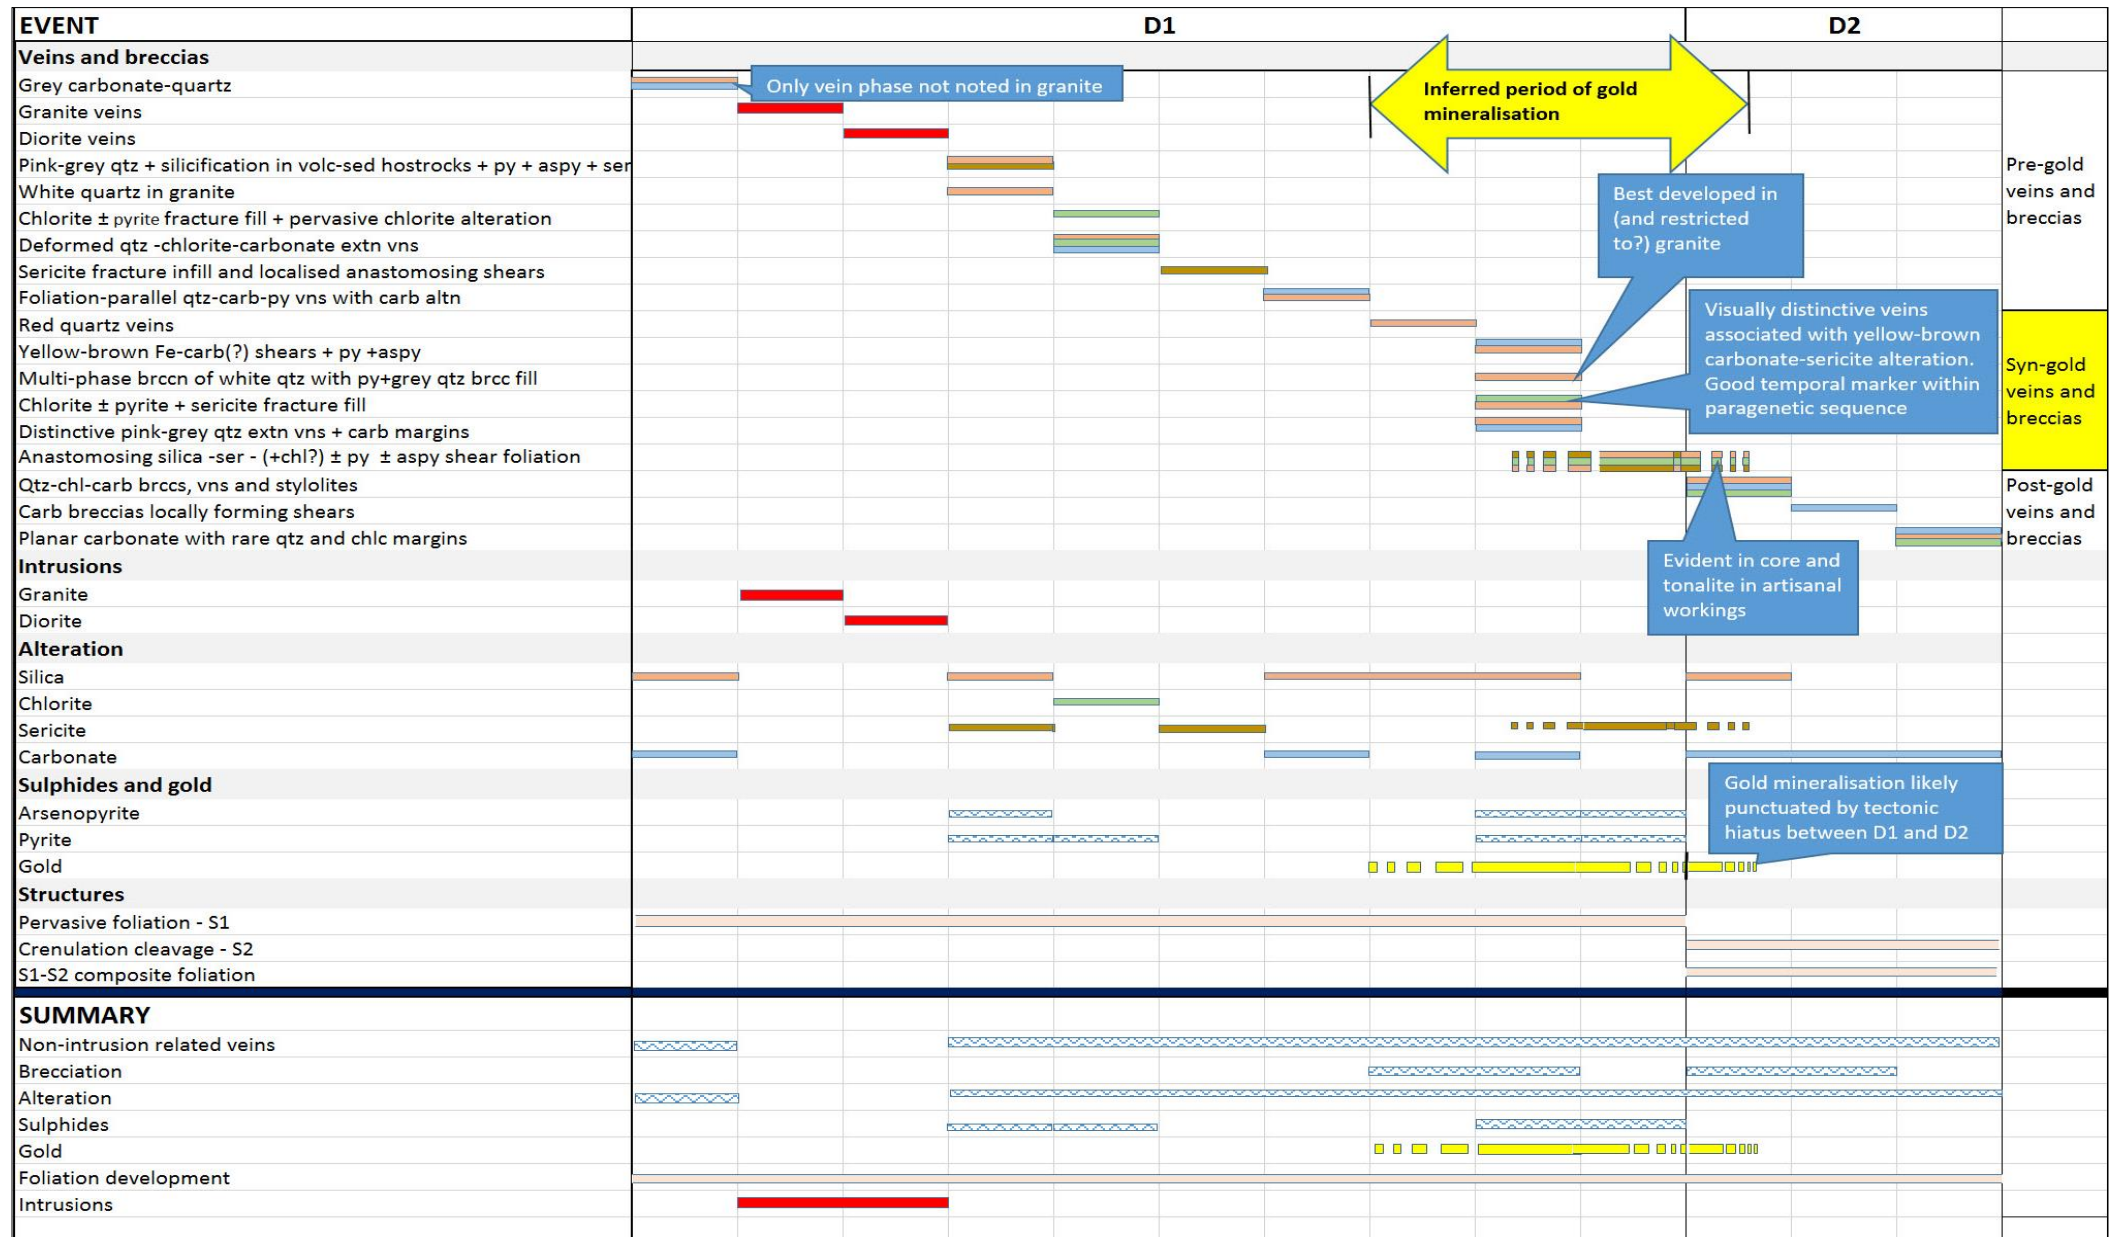 EVENT
D1
D2
Veins and breccias
Grey carbonate-quartz
Only vein phase not noted in granite
Inferred period of gold
mineralisation
Granite veins
Diorite veins
Pink-grey qtz + silicification in volc-sed hostrocks + py + aspy + ser
Pre-gold
veins and
breccias
White quartz in granite
Best developed in
(and restricted
to?) granite
Chlorite ± pyrite fracture fill + pervasive chlorite alteration
Deformed qtz -chlorite-carbonate extn vns
Sericite fracture infill and localised anastomosing shears
Foliation-parallel qtz-carb-py vns with carb altn
Visually distinctive veins
associated with yellow-brown
carbonate-sericite alteration.
Good temporal marker within
paragenetic sequence
Red quartz veins
Yellow-brown Fe-carb(?) shears + py +aspy
Syn-gold
veins and
breccias
Multi-phase brccn of white qtz with py+grey qtz brcc fill
Chlorite ± pyrite + sericite fracture fill
Distinctive pink-grey qtz extn vns + carb margins
Anastomosing silica -ser - (+chl?) ± py ± aspy shear foliation
Qtz-chl-carb brccs, vns and stylolites
Post-gold
veins and
breccias
Carb breccias locally forming shears
Planar carbonate with rare qtz and chlc margins
Evident in core and
tonalite in artisanal
workings
Intrusions
Granite
Diorite
Alteration
Silica
Chlorite
Sericite
Carbonate
Sulphides and gold
Gold mineralisation likely
punctuated by tectonic
hiatus between D1 and D2
Arsenopyrite
Pyrite
Gold
Structures
Pervasive foliation - S1
Crenulation cleavage - S2
S1-S2 composite foliation
SUMMARY
Non-intrusion related veins
Brecciation
Alteration
Sulphides
Gold
Foliation development
Intrusions